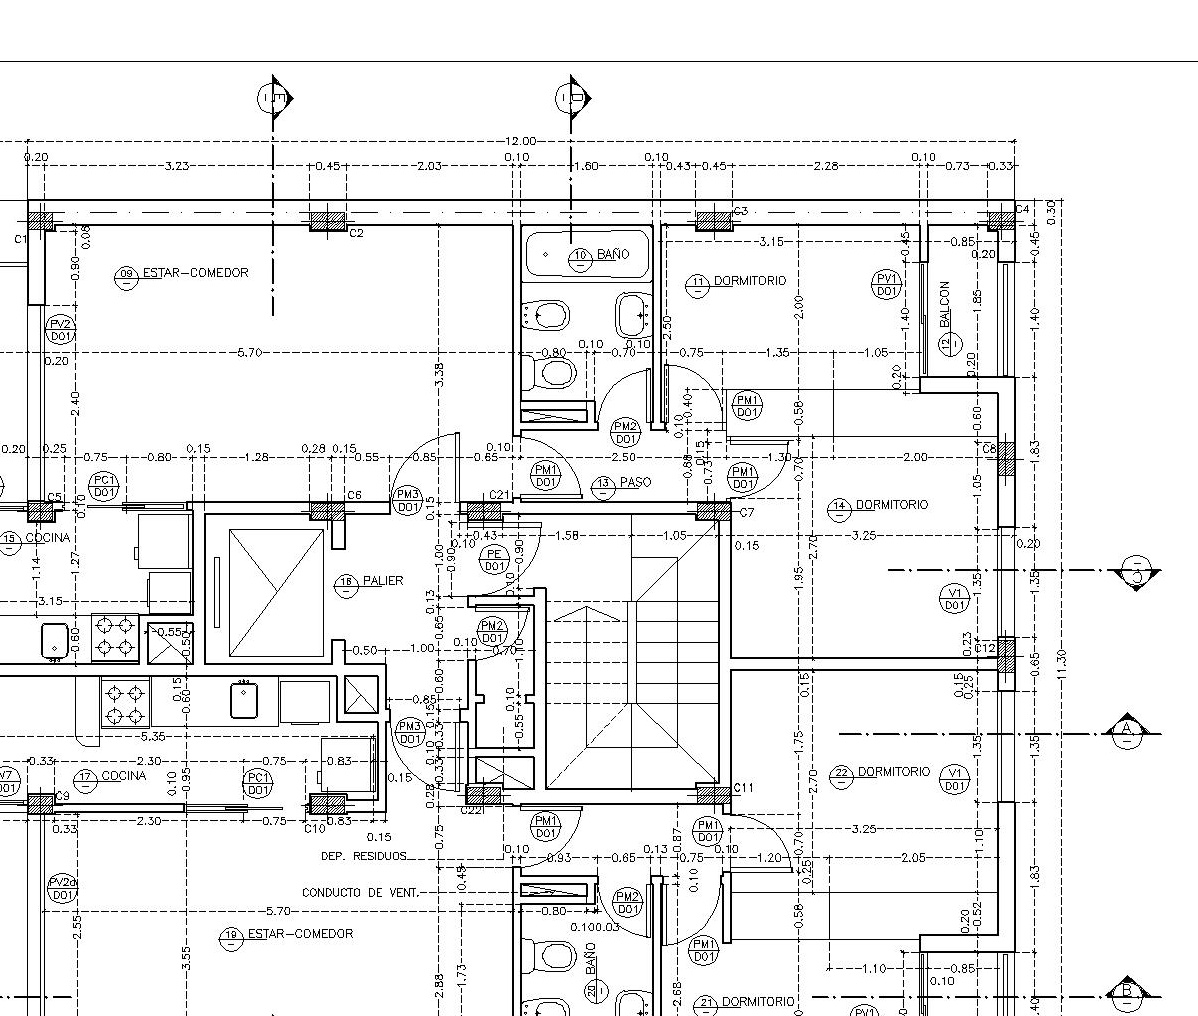 E
D
12.00
0.20
3.23
0.45
2.03
0.10
1.60
0.10
0.43
0.45
2.28
0.10
0.73
0.33
C1
C2
C3
C4
0.30
0.08
0.90
09 ESTAR-COMEDOR
10 BAÑO
11 DORMITORIO
3.15
0.45
0.85
0.20
0.45
PV1
D01
12 BALCON
1.85
1.40
1.40
2.00
2.50
PV2
D01
0.20
5.70
0.80
0.10
0.70
0.10
0.75
1.35
1.05
0.20
0.20
3.38
2.40
PM2
D01
PM1
D01
0.40
0.10
0.58
0.60
1.83
C8
0.20
0.25
0.75
0.80
0.15
1.28
0.28
0.15
0.55
0.85
0.65
0.10
2.50
0.15
0.73
0.88
1.30
0.70
2.00
1.05
PC1
D01
PM3
D01
PM1
D01
13 PASO
PM1
D01
14 DORMITORIO
C5
0.10
C6
0.15
C21
C7
15 COCINA
0.43
1.58
1.05
0.15
3.25
0.20
0.10
PE
D01
0.90
0.90
1.00
2.70
1.14
1.27
3.15
18 PALIER
0.10
0.13
1.95
V1
D01
1.35
1.35
C
0.60
0.55
0.50
PM2
D01
0.65
0.10
0.70
1.10
0.50
1.00
0.23
C12
0.65
11.30
0.15
0.60
0.60
0.85
0.15
0.10
0.55
0.15
0.15
0.25
5.35
PM3
D01
0.33
0.10
1.75
1.35
1.35
A
V7
D01
0.33
2.30
0.75
0.83
17 COCINA
0.10
0.95
PC1
D01
0.15
0.28
2.70
22 DORMITORIO
V1
D01
C9
0.33
2.30
0.75
0.83
C10
0.15
C22
C11
PM1
D01
PM1
D01
0.87
3.25
1.10
0.75
DEP. RESIDUOS
0.10
0.93
0.65
0.13
0.75
0.10
1.20
0.70
2.05
0.25
1.83
PV2d
D01
CONDUCTO DE VENT.
0.45
0.10
PM2
D01
5.70
0.80
0.10
0.03
0.58
0.20
0.52
2.55
19 ESTAR-COMEDOR
3.55
2.88
1.73
20 BAÑO
PM1
D01
2.68
1.10
0.85
0.10
21 DORMITORIO
PV1
B
1.40